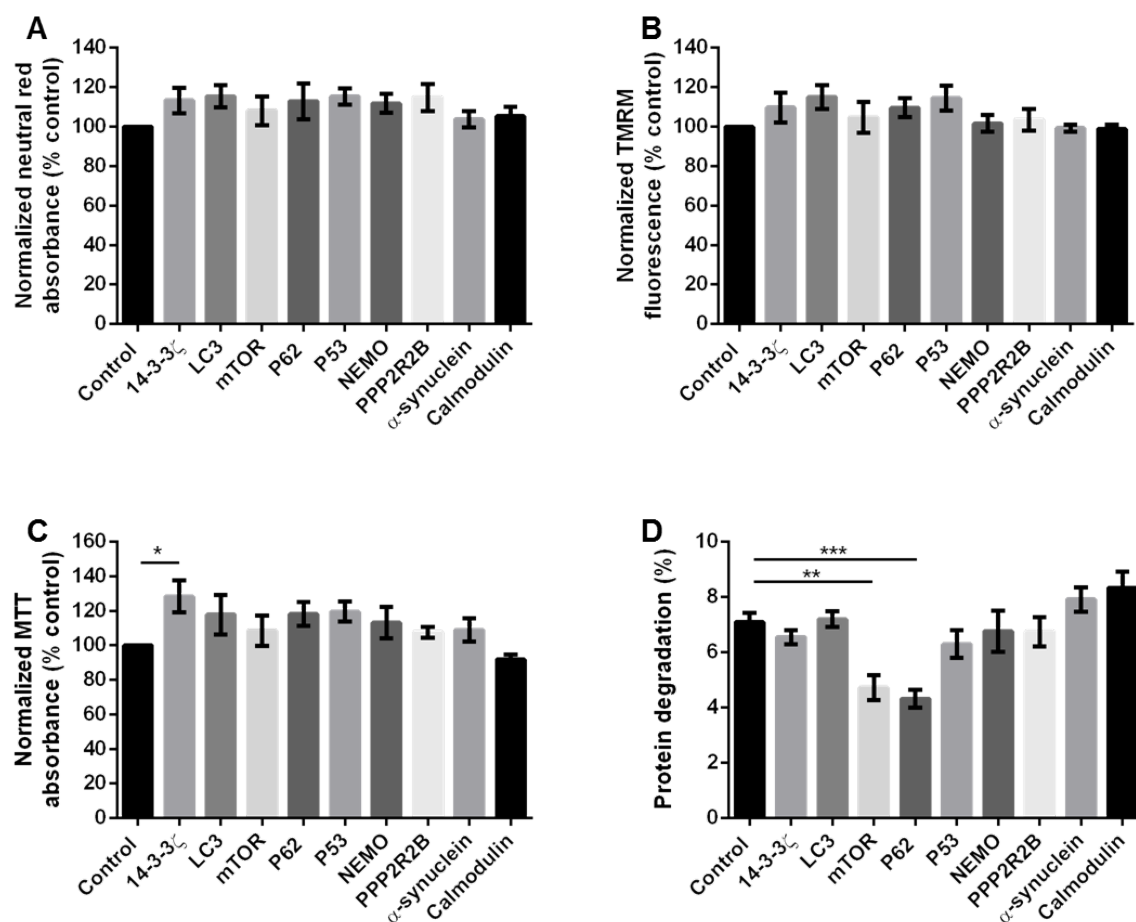 A
Normalized neutral red
absorbance (% control)
140
120
100
80
60
40
20
0
Control
14-3-3ζ
LC3
mTOR
P62
P53
NEMO
PPP2R2B
α-synuclein
Calmodulin
B
Normalized TMRM
fluorescence (% control)
140
120
100
80
60
40
20
0
Control
14-3-3ζ
LC3
mTOR
P62
P53
NEMO
PPP2R2B
α-synuclein
Calmodulin
C
Normalized MTT
absorbance (% control)
160
140
120
100
80
60
40
20
0
*
Control
14-3-3ζ
LC3
mTOR
P62
P53
NEMO
PPP2R2B
α-synuclein
Calmodulin
D
Protein degradation (%)
10
8
6
4
2
0
***
**
Control
14-3-3ζ
LC3
mTOR
P62
P53
NEMO
PPP2R2B
α-synuclein
Calmodulin